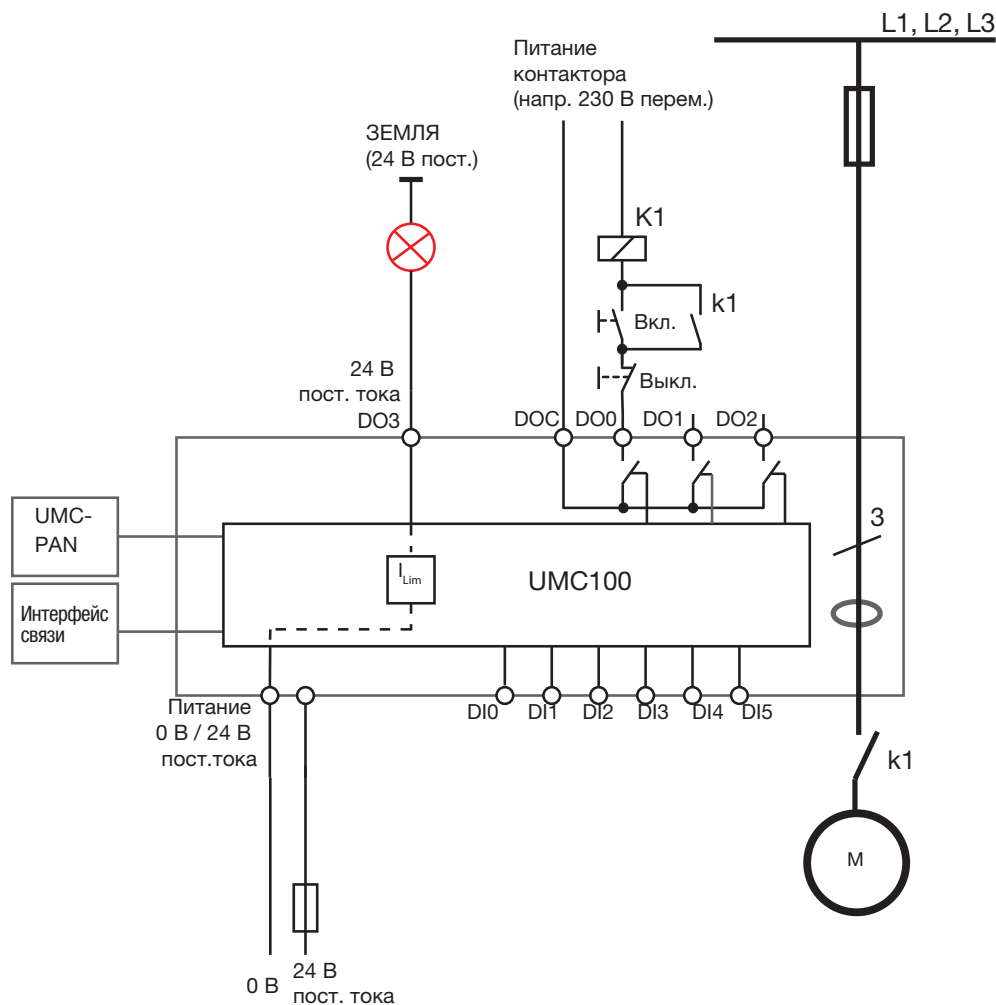 L1, L2, L3
Питание
контактора
(напр. 230 В перем.)
ЗЕМЛЯ
(24 В пост.)
K1
k1
Вкл.
Выкл.
24 В
пост. тока
DO3
DOC
DO0
DO1
DO2
UMC-
PAN
3
I Lim
UMC100
Интерфейс
связи
Питание
0 В / 24 В
пост.тока
DI0
DI1
DI2
DI3
DI4
DI5
k1
M
0 В
24 В
пост. тока